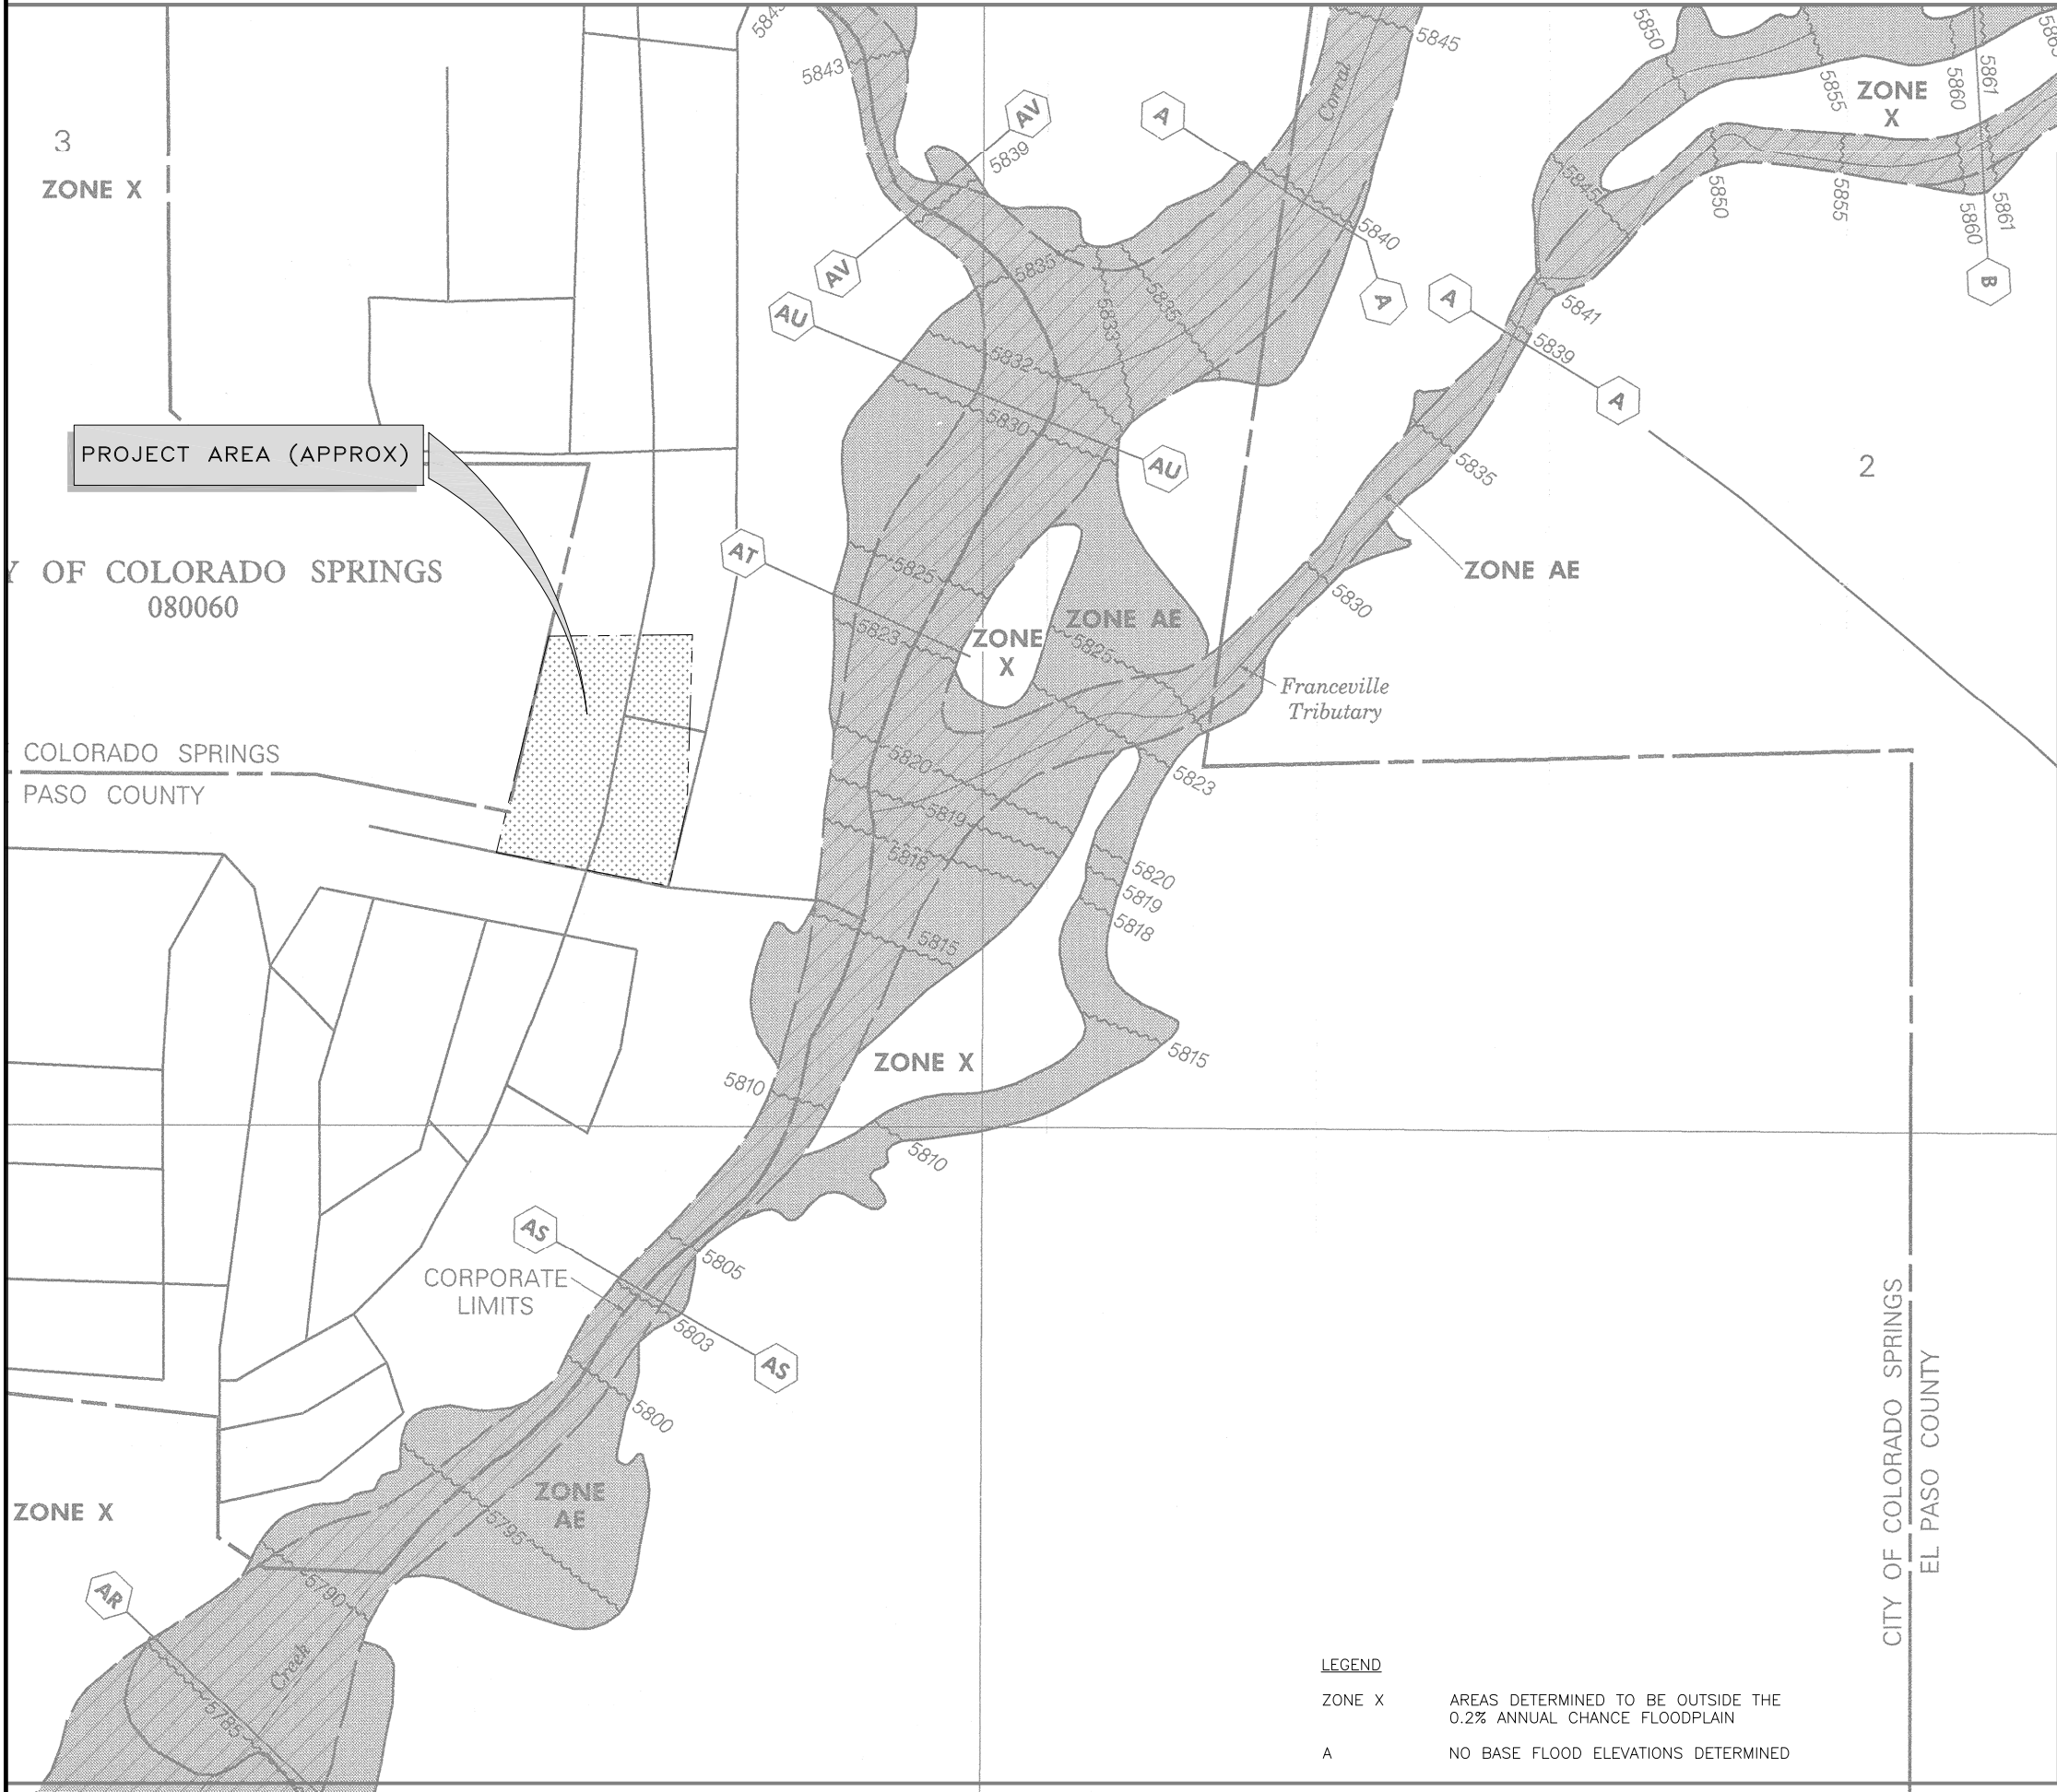 5845
5850
5843
Corral
5861
5855
5860
ZONE
X
AV
A
3
ZONE X
5839
5845
5850
5855
5861
5860
5840
AV
5835
5835
A
A
B
AU
5833
5841
5832
5839
A
5830
PROJECT AREA (APPROX)
AU
5835
2
AT
5825
ZONE AE
Y OF COLORADO SPRINGS
080060
5830
ZONE AE
5823
ZONE
X
5825
Franceville
Tributary
COLORADO SPRINGS
PASO COUNTY
5820
5823
5819
5818
5820
5819
5818
5815
5815
ZONE X
5810
5810
AS
5805
CORPORATE
LIMITS
5803
AS
5800
CITY OF COLORADO SPRINGS
EL PASO COUNTY
ZONE
AE
5795
ZONE X
AR
5790
Creek
5785
LEGEND
ZONE X AREAS DETERMINED TO BE OUTSIDE THE
0.2% ANNUAL CHANCE FLOODPLAIN
A NO BASE FLOOD ELEVATIONS DETERMINED